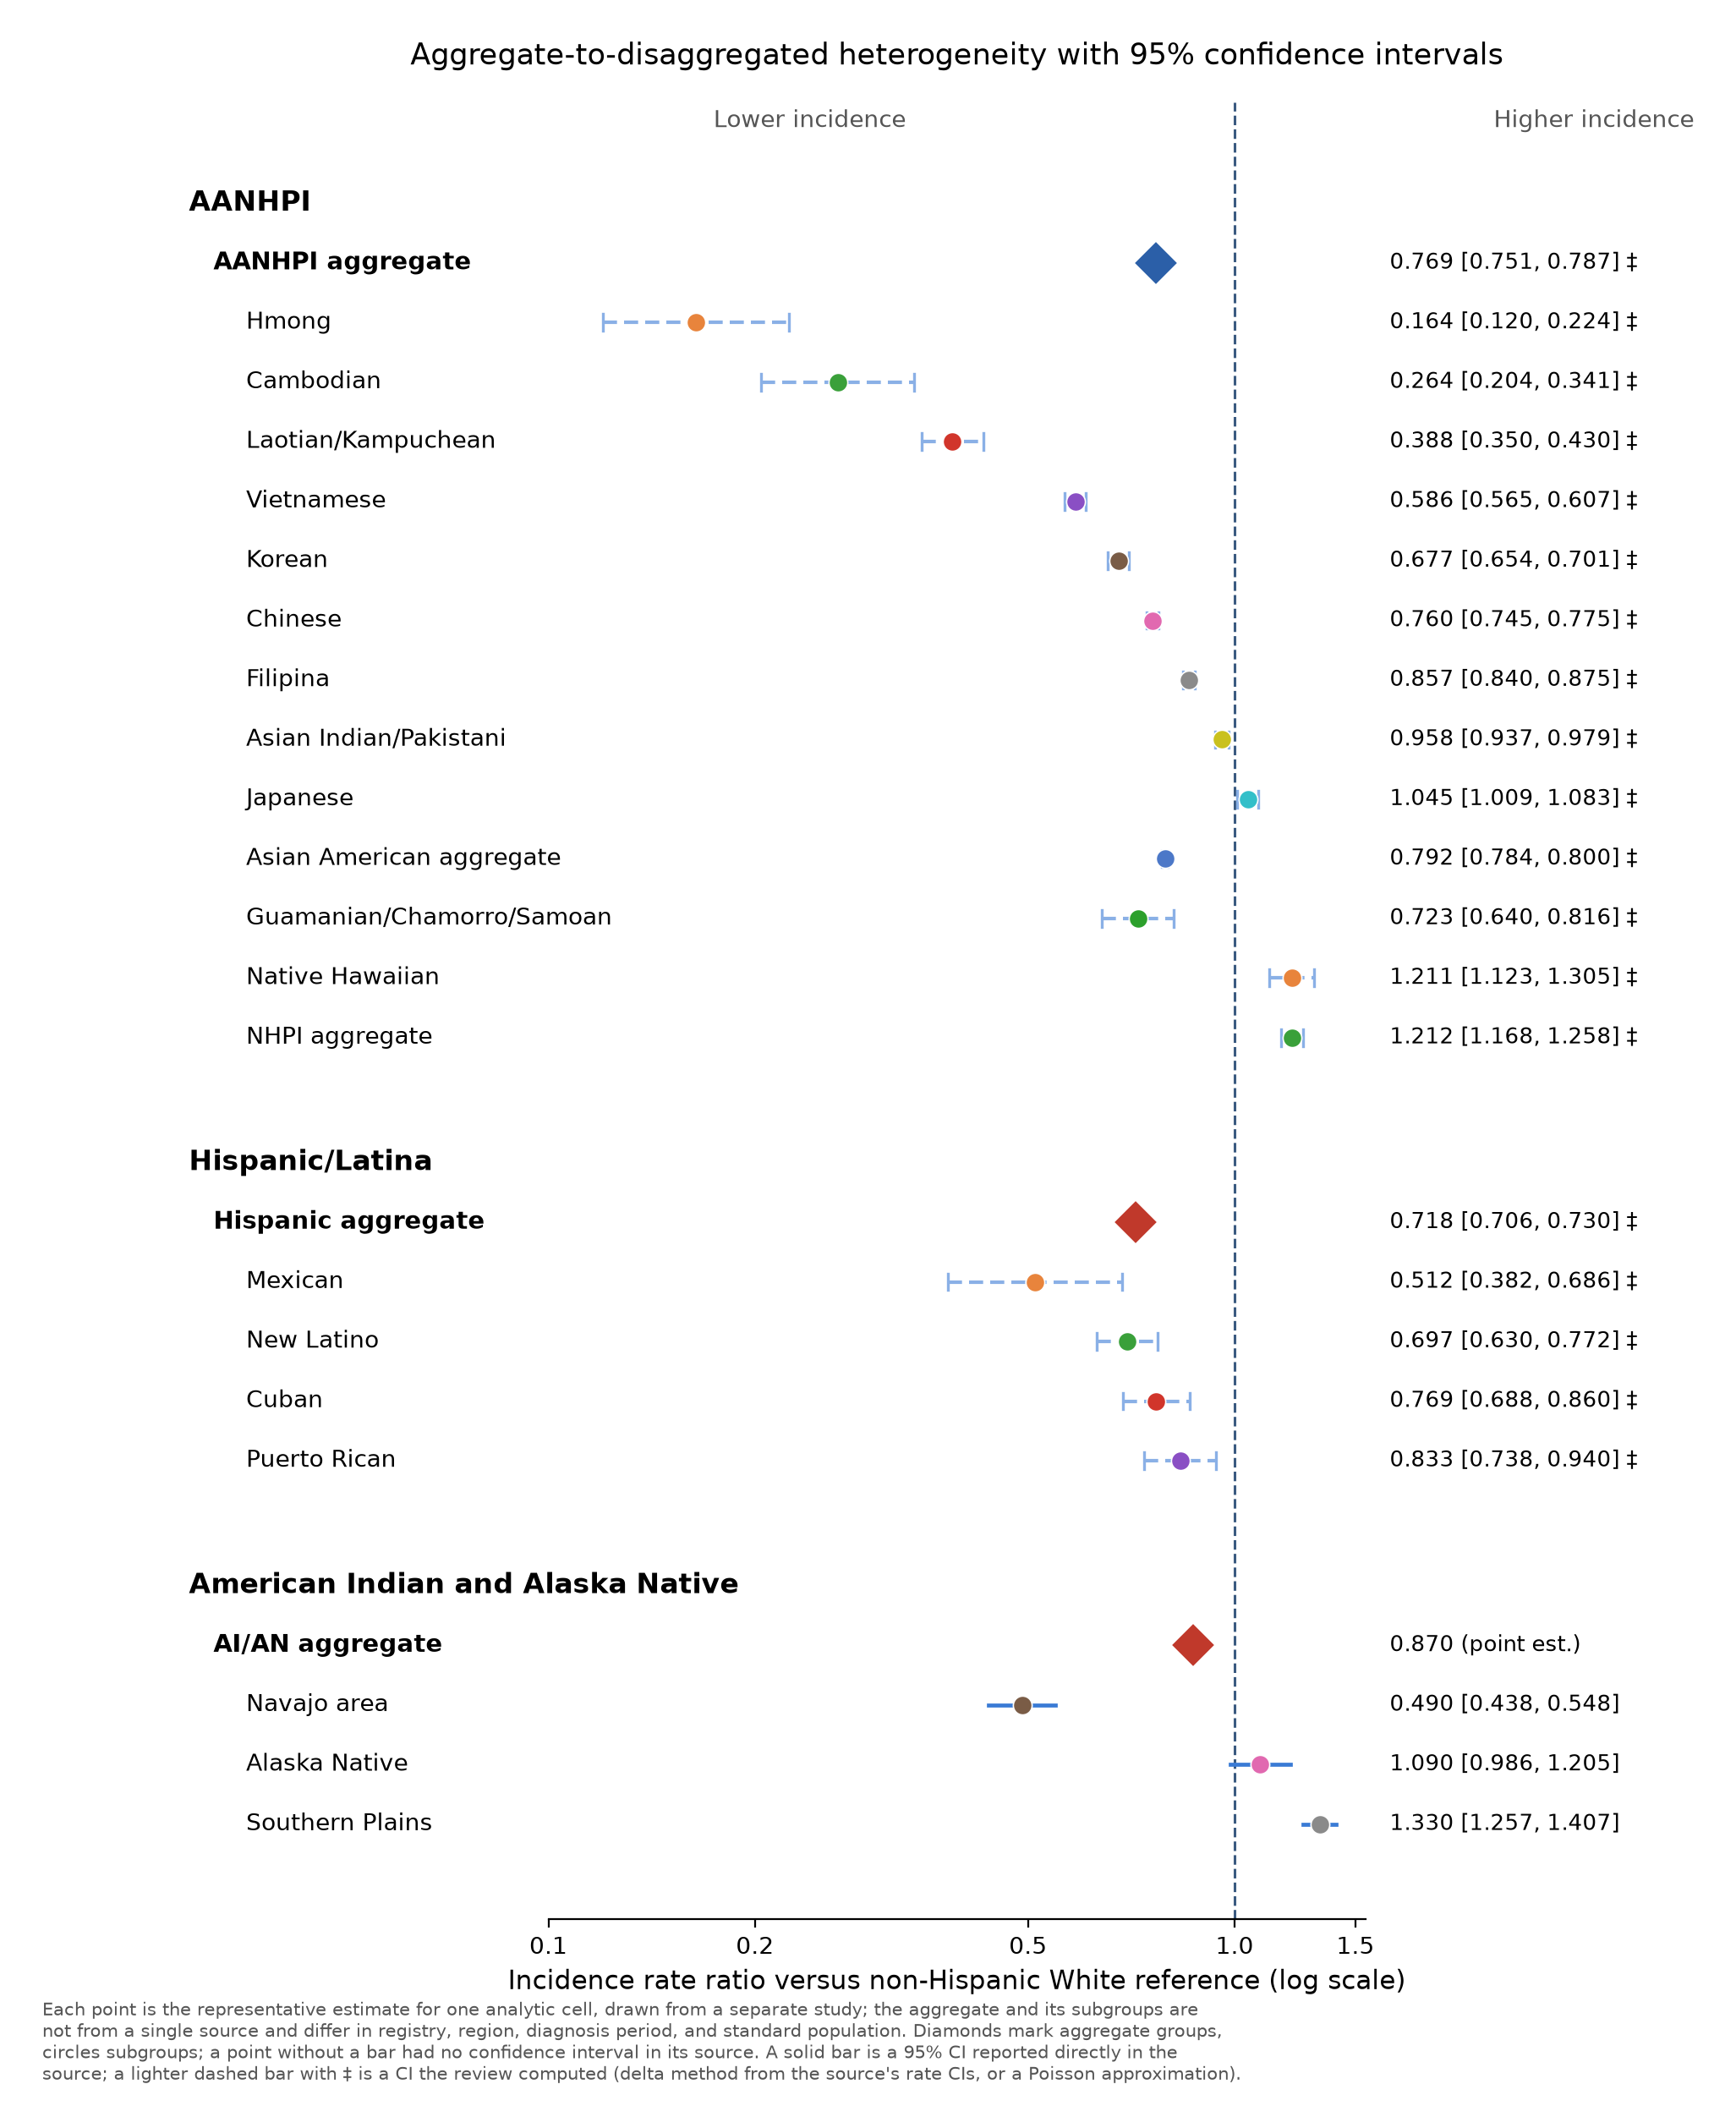 Aggregate-to-disaggregated heterogeneity with 95% confidence intervals
Lower incidence Higher incidence
AANHPI
AANHPI aggregate 0.769 [0.751, 0.787] ‡
Hmong 0.164 [0.120, 0.224] ‡
Cambodian 0.264 [0.204, 0.341] ‡
Laotian/Kampuchean 0.388 [0.350, 0.430] ‡
Vietnamese 0.586 [0.565, 0.607] ‡
Korean 0.677 [0.654, 0.701] ‡
Chinese 0.760 [0.745, 0.775] ‡
Filipina 0.857 [0.840, 0.875] ‡
Asian Indian/Pakistani 0.958 [0.937, 0.979] ‡
Japanese 1.045 [1.009, 1.083] ‡
Asian American aggregate 0.792 [0.784, 0.800] ‡
Guamanian/Chamorro/Samoan 0.723 [0.640, 0.816] ‡
Native Hawaiian 1.211 [1.123, 1.305] ‡
NHPI aggregate 1.212 [1.168, 1.258] ‡
Hispanic/Latina
Hispanic aggregate 0.718 [0.706, 0.730] ‡
Mexican 0.512 [0.382, 0.686] ‡
New Latino 0.697 [0.630, 0.772] ‡
Cuban 0.769 [0.688, 0.860] ‡
Puerto Rican 0.833 [0.738, 0.940] ‡
American Indian and Alaska Native
AI/AN aggregate 0.870 (point est.)
Navajo area 0.490 [0.438, 0.548]
Alaska Native 1.090 [0.986, 1.205]
Southern Plains 1.330 [1.257, 1.407]
0.1 0.2 0.5 1.0 1.5
Incidence rate ratio versus non-Hispanic White reference (log scale)
Each point is the representative estimate for one analytic cell, drawn from a separate study; the aggregate and its subgroups are
not from a single source and differ in registry, region, diagnosis period, and standard population. Diamonds mark aggregate groups,
circles subgroups; a point without a bar had no confidence interval in its source. A solid bar is a 95% CI reported directly in the
source; a lighter dashed bar with ‡ is a CI the review computed (delta method from the source's rate CIs, or a Poisson approximation).